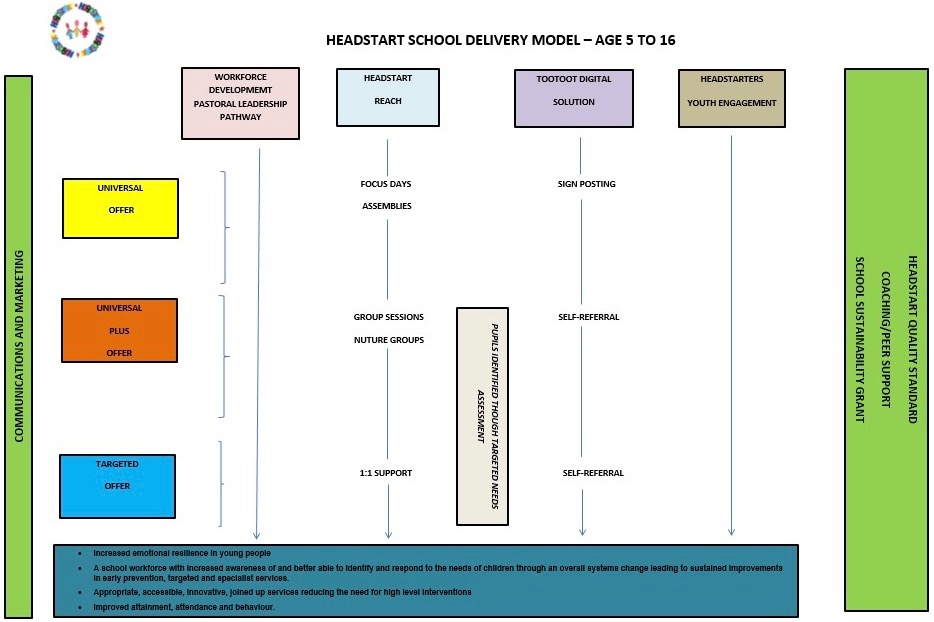 HEADSTART SCHOOL DELIVERY MODEL – AGE 5 TO 16
WORKFORCE
DEVELOPEMT
PASTORAL LEADERSHIP
PATHWAY
HEADSTART
REACH
TOOTOOT DIGITAL
SOLUTION
HEADSTARTERS
YOUTH ENGAGEMENT
COMMUNICATIONS AND MARKETING
UNIVERSAL
OFFER
FOCUS DAYS
ASSEMBLIES
SIGN POSTING
UNIVERSAL
PLUS
OFFER
GROUP SESSIONS
NUTURE GROUPS
PUPILS IDENTIFIED THOUGH TARGETED NEEDS
ASSESSMENT
SELF-REFERRAL
TARGETED
OFFER
1:1 SUPPORT
SELF-REFERRAL
HEADSTART QUALITY STANDARD
COACHING/PEER SUPPORT
SCHOOL SUSTAINABILITY GRANT
• Increased emotional resilience in young people
• A school workforce with increased awareness of and better able to identify and respond to the needs of children through an overall systems change leading to sustained improvements
in early prevention, targeted and specialist services.
• Appropriate, accessible, innovative, joined up services reducing the need for high level interventions
• Improved attainment, attendance and behaviour.